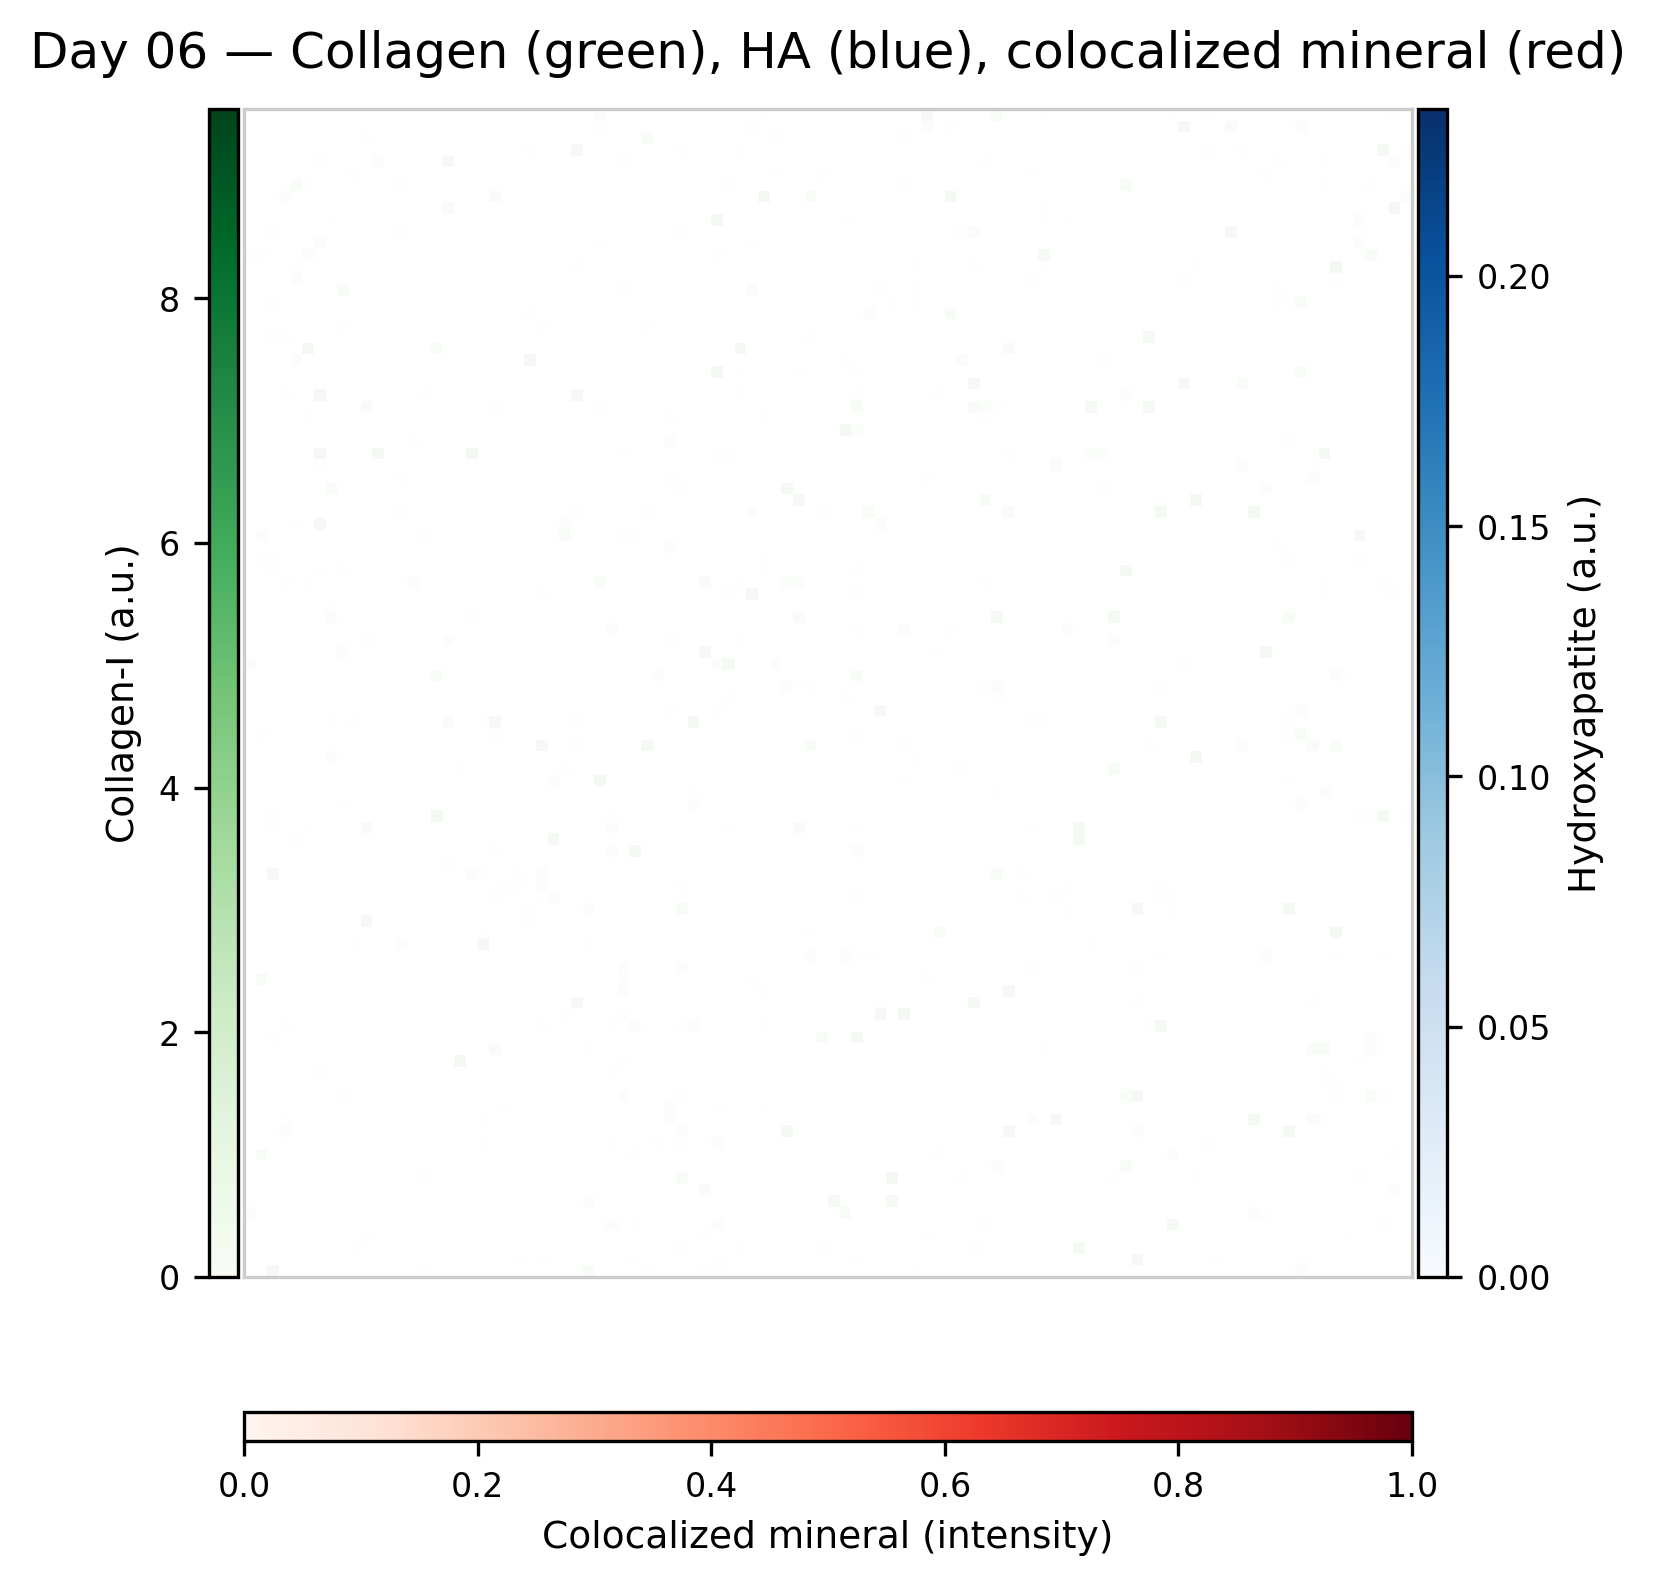 Day 06 — Collagen (green), HA (blue), colocalized mineral (red)
Collagen-I (a.u.)
8
6
4
2
0
0.20
0.15
0.10
0.05
0.00
Hydroxyapatite (a.u.)
0.0 0.2 0.4 0.6 0.8 1.0
Colocalized mineral (intensity)